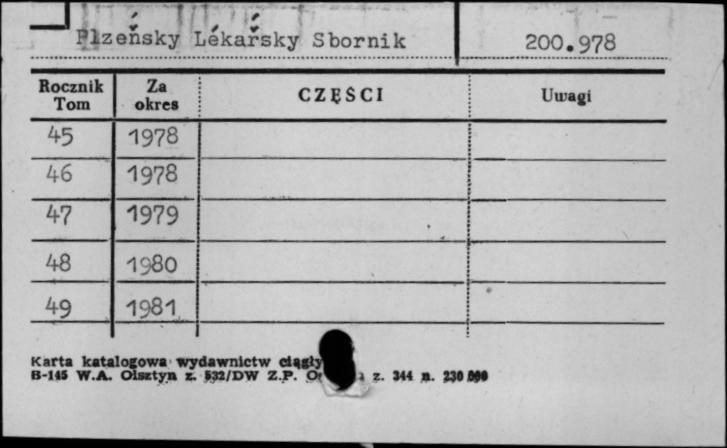 Plzeňsky Lékařsky Sbornik 200.978
Rocznik Tom Za okres CZĘŚCI Uwagi
45 1978
46 1978
47 1979
48 1980
49 1981
Karta katalogowa wydawnictw ciągły
B-145 W.A. Olsztyn z. 532/DW Z.P. z. 344 n. 230.000